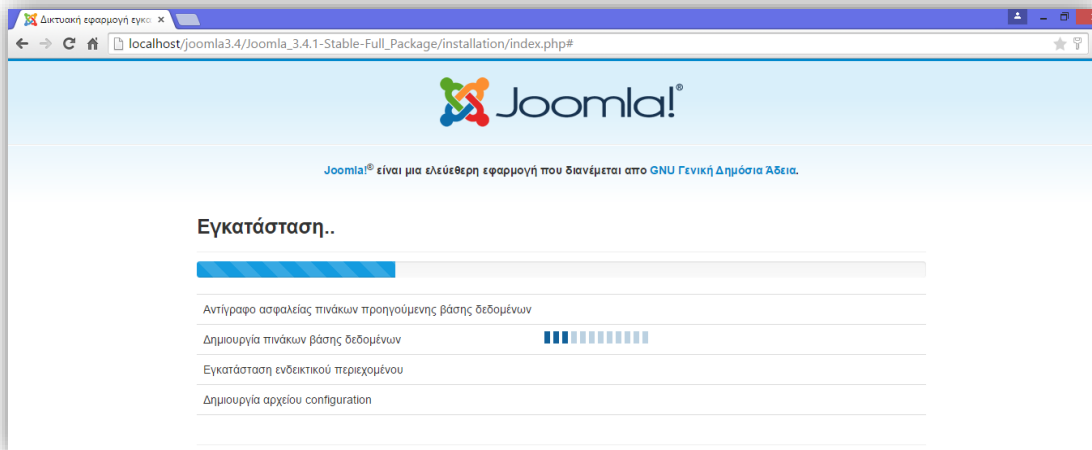 Δικτυακή εφαρμογή εγκα
localhost/joomla3.4/Joomla_3.4.1-Stable-Full_Package/installation/index.php#
Joomla!®
Joomla!® είναι μια ελεύθερη εφαρμογή που διανέμεται απο GNU Γενική Δημόσια Άδεια.
Εγκατάσταση..
Αντίγραφο ασφαλείας πινάκων προηγούμενης βάσης δεδομένων
Δημιουργία πινάκων βάσης δεδομένων
Εγκατάσταση ενδεικτικού περιεχομένου
Δημιουργία αρχείου configuration